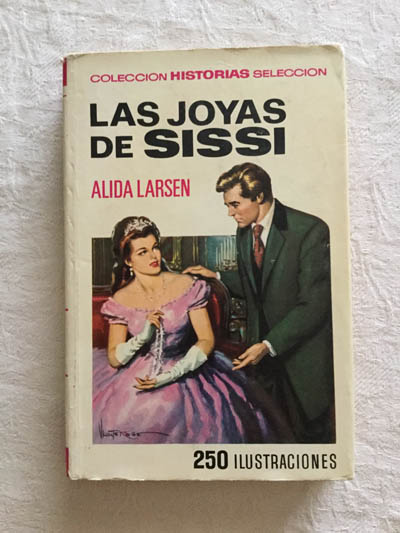 COLECCION HISTORIAS SELECCION
LAS JOYAS
DE SISSI
ALIDA LARSEN
250 ILUSTRACIONES